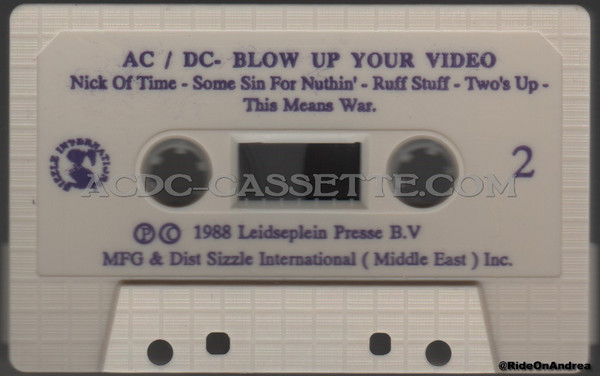 AC / DC- BLOW UP YOUR VIDEO
Nick Of Time - Some Sin For Nuthin' - Ruff Stuff - Two's Up -
This Means War.
SIZZLE INTERNATIONAL
2
ACDC-CASSETTE.COM
Ⓟ Ⓒ 1988 Leidseplein Presse B.V
MFG & Dist Sizzle International ( Middle East ) Inc.
@RideOnAndrea